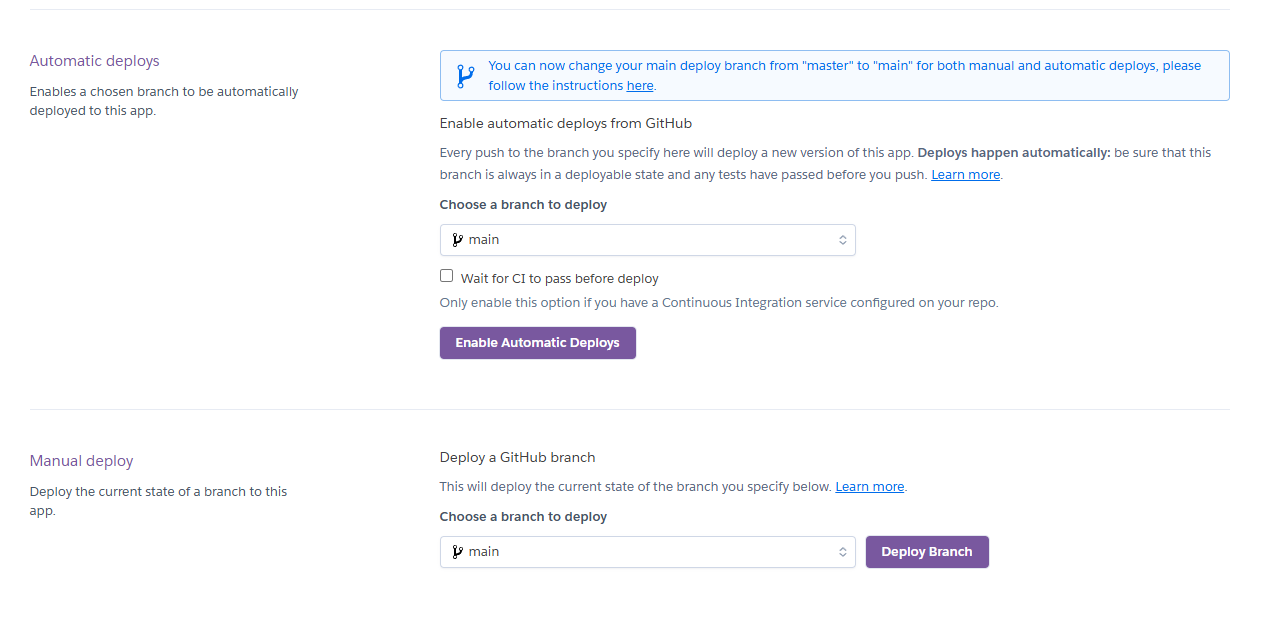 Automatic deploys
Enables a chosen branch to be automatically
deployed to this app.
You can now change your main deploy branch from "master" to "main" for both manual and automatic deploys, please
follow the instructions here.
Enable automatic deploys from GitHub
Every push to the branch you specify here will deploy a new version of this app. Deploys happen automatically: be sure that this
branch is always in a deployable state and any tests have passed before you push. Learn more.
Choose a branch to deploy
main
Wait for CI to pass before deploy
Only enable this option if you have a Continuous Integration service configured on your repo.
Enable Automatic Deploys
Manual deploy
Deploy the current state of a branch to this
app.
Deploy a GitHub branch
This will deploy the current state of the branch you specify below. Learn more.
Choose a branch to deploy
main
Deploy Branch